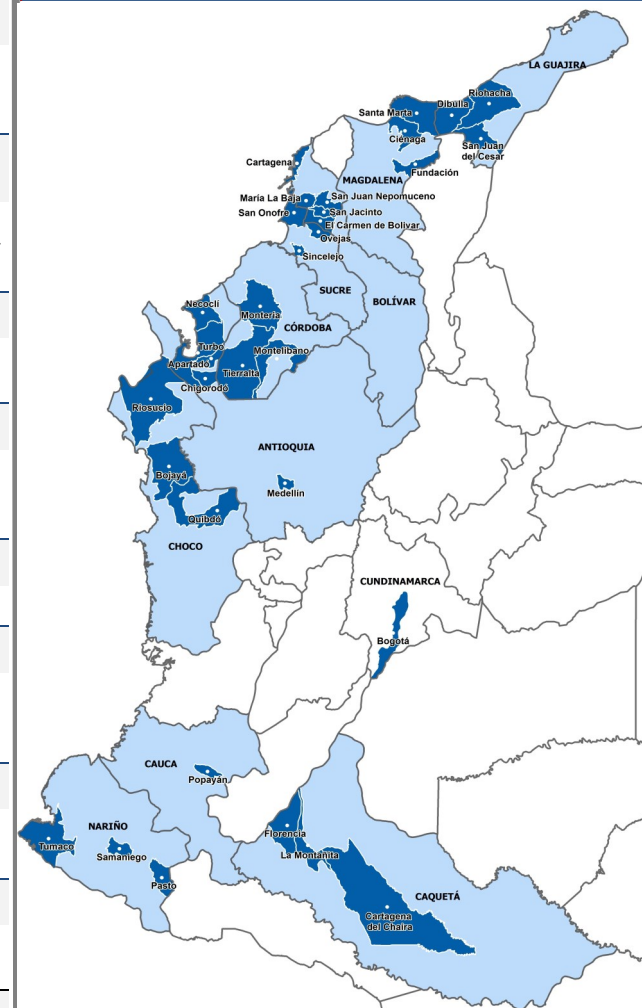 LA GUAJIRA
Riohacha
Dibulla
Santa Marta
Ciénaga
San Juan
del Cesar
Cartagena
Fundación
MAGDALENA
María La Baja
San Juan Nepomuceno
San Onofre
San Jacinto
El Carmen de Bolívar
Ovejas
Sincelejo
SUCRE
BOLÍVAR
Necoclí
Montería
CÓRDOBA
Turbo
Montelíbano
Apartadó
Tierralta
Chigorodó
Riosucio
ANTIOQUIA
Bojayá
Medellín
Quibdó
CHOCO
CUNDINAMARCA
Bogotá
CAUCA
Popayán
NARIÑO
Florencia
Tumaco
Samaniego
La Montañita
Pasto
CAQUETÁ
Cartagena
del Chaira